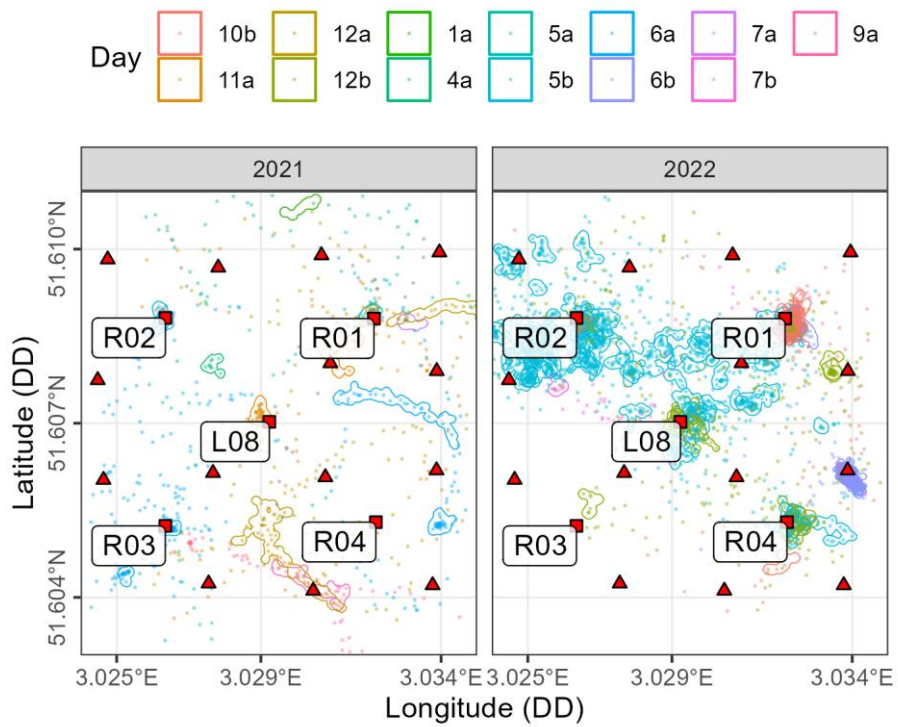 Day
10b 12a 1a 5a 6a 7a 9a
11a 12b 4a 5b 6b 7b
2021 2022
51.610°N
51.607°N
51.604°N
Latitude (DD)
R02 R01 R02 R01
L08 L08
R03 R04 R03 R04
3.025°E 3.029°E 3.034°E 3.025°E 3.029°E 3.034°E
Longitude (DD)